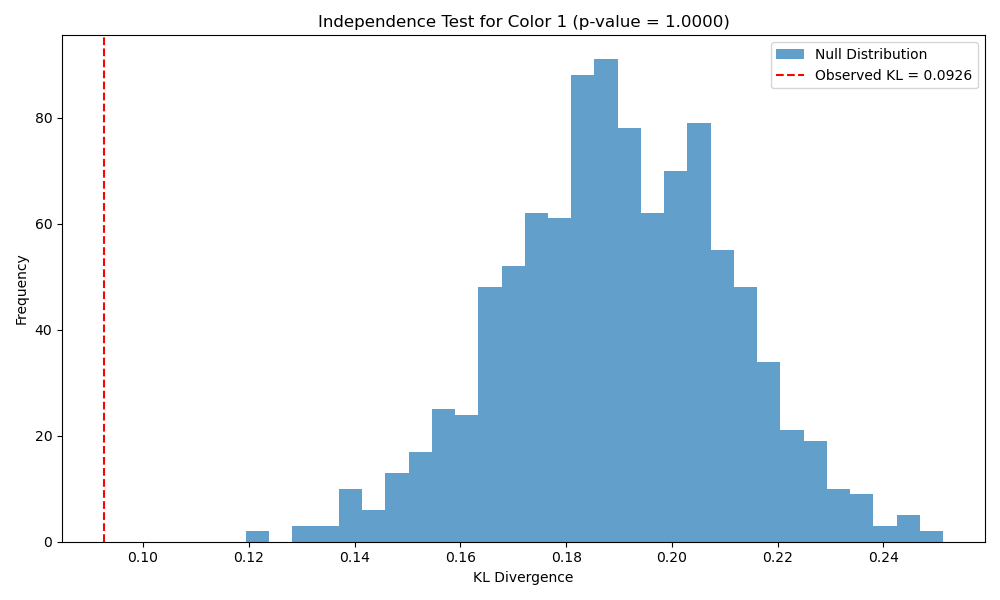 Independence Test for Color 1 (p-value = 1.0000)
Null Distribution
Observed KL = 0.0926
Frequency
80
60
40
20
0
0.10 0.12 0.14 0.16 0.18 0.20 0.22 0.24
KL Divergence